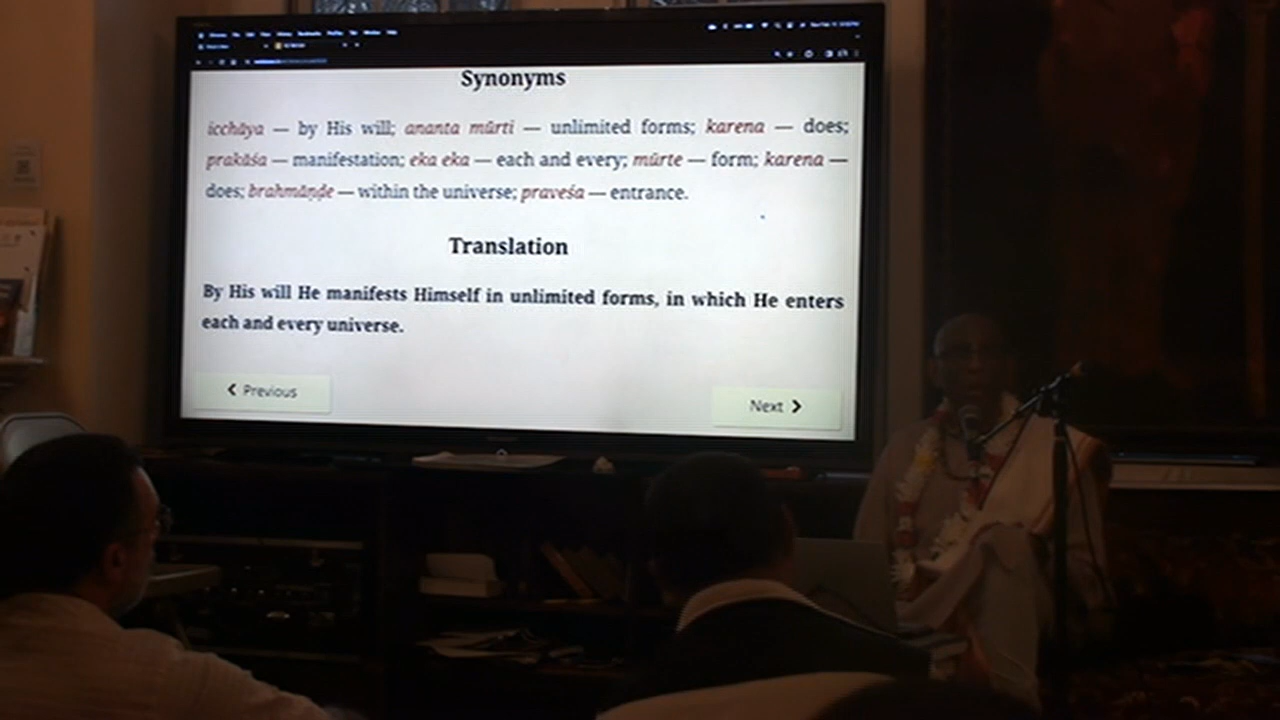 Synonyms
icchāya — by His will; ananta mūrti — unlimited forms; karena — does;
prakāśa — manifestation; eka eka — each and every; mūrte — form; karena —
does; brahmāṇḍe — within the universe; praveśa — entrance.
Translation
By His will He manifests Himself in unlimited forms, in which He enters
each and every universe.
Previous
Next